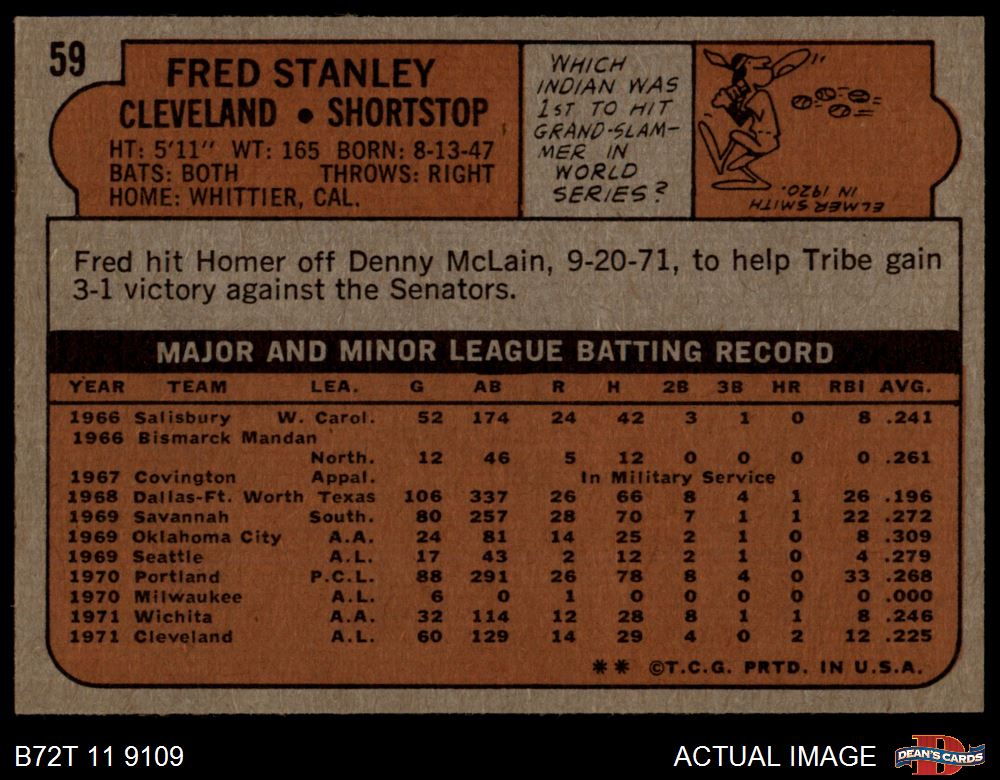 59
FRED STANLEY
CLEVELAND • SHORTSTOP
HT: 5'11" WT: 165 BORN: 8-13-47
BATS: BOTH THROWS: RIGHT
HOME: WHITTIER, CAL.
WHICH
INDIAN WAS
1ST TO HIT
GRAND-SLAM-
MER IN
WORLD
SERIES?
ELMER SMITH
IN 1920.
Fred hit Homer off Denny McLain, 9-20-71, to help Tribe gain
3-1 victory against the Senators.
MAJOR AND MINOR LEAGUE BATTING RECORD
YEAR TEAM LEA. G AB R H 2B 3B HR RBI AVG.
1966 Salisbury W. Carol. 52 174 24 42 3 1 0 8 .241
1966 Bismarck Mandan
North. 12 46 5 12 0 0 0 0 .261
1967 Covington Appal. In Military Service
1968 Dallas-Ft. Worth Texas 106 337 26 66 8 4 1 26 .196
1969 Savannah South. 80 257 28 70 7 1 1 22 .272
1969 Oklahoma City A.A. 24 81 14 25 2 1 0 8 .309
1969 Seattle A.L. 17 43 2 12 2 1 0 4 .279
1970 Portland P.C.L. 88 291 26 78 8 4 0 33 .268
1970 Milwaukee A.L. 6 0 1 0 0 0 0 0 .000
1971 Wichita A.A. 32 114 12 28 8 1 1 8 .246
1971 Cleveland A.L. 60 129 14 29 4 0 2 12 .225
** ©T.C.G. PRTD. IN U.S.A.
B72T 11 9109
ACTUAL IMAGE
DEAN'S CARDS